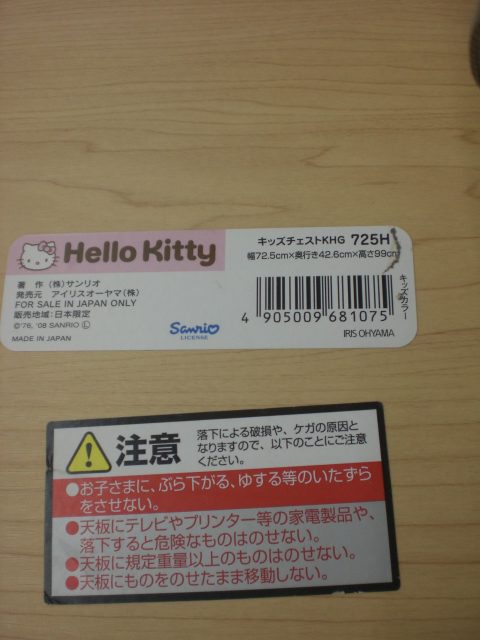 Hello Kitty
キッズチェストKHG 725H
幅72.5cm×奥行き42.6cm×高さ99cm
著 作 (株)サンリオ
発売元 アイリスオーヤマ(株)
FOR SALE IN JAPAN ONLY
販売地域:日本限定
©'76, '08 SANRIO Ⓛ
MADE IN JAPAN
Sanrio
LICENSE
4 905009 681075
IRIS OHYAMA
キッズカラー
注意
落下による破損や、ケガの原因と
なりますので、以下のことにご注意
ください。
●お子さまに、ぶら下がる、ゆする等のいたずら
をさせない。
●天板にテレビやプリンター等の家電製品や、
落下すると危険なものはのせない。
●天板に規定重量以上のものはのせない。
●天板にものをのせたまま移動しない。